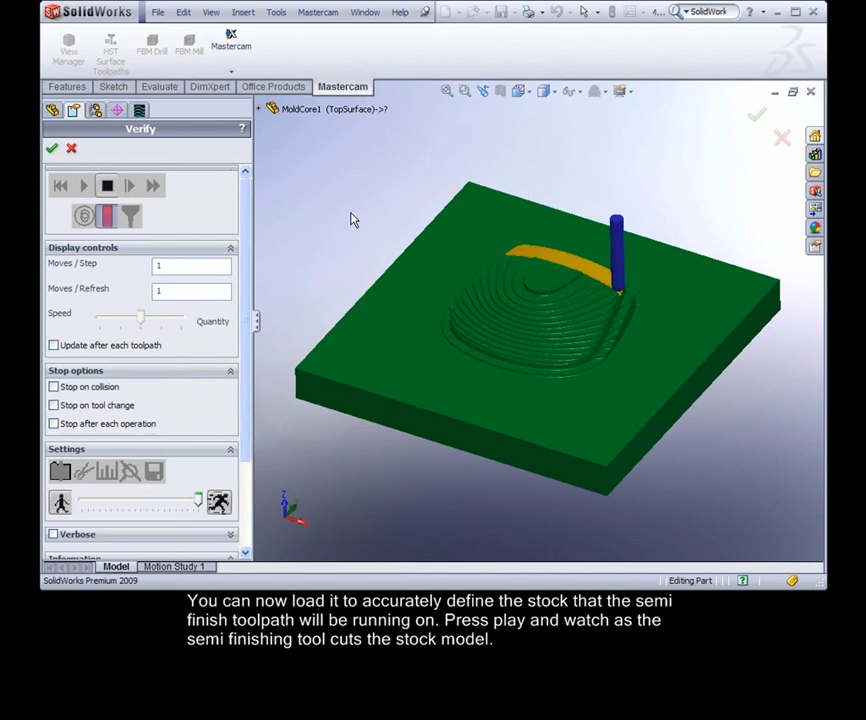 SolidWorks File Edit View Insert Tools Mastercam Window Help 4... SolidWork ?
View Manager HST Surface Toolpaths FBM Drill FBM Mill Mastercam
Features Sketch Evaluate DimXpert Office Products Mastercam
MoldCore1 (TopSurface)->?
Verify ?
Display controls
Moves / Step 1
Moves / Refresh 1
Speed Quantity
Update after each toolpath
Stop options
Stop on collision
Stop on tool change
Stop after each operation
Settings
Verbose
Information
Z
Model Motion Study 1
SolidWorks Premium 2009 Editing Part ?
You can now load it to accurately define the stock that the semi
finish toolpath will be running on. Press play and watch as the
semi finishing tool cuts the stock model.